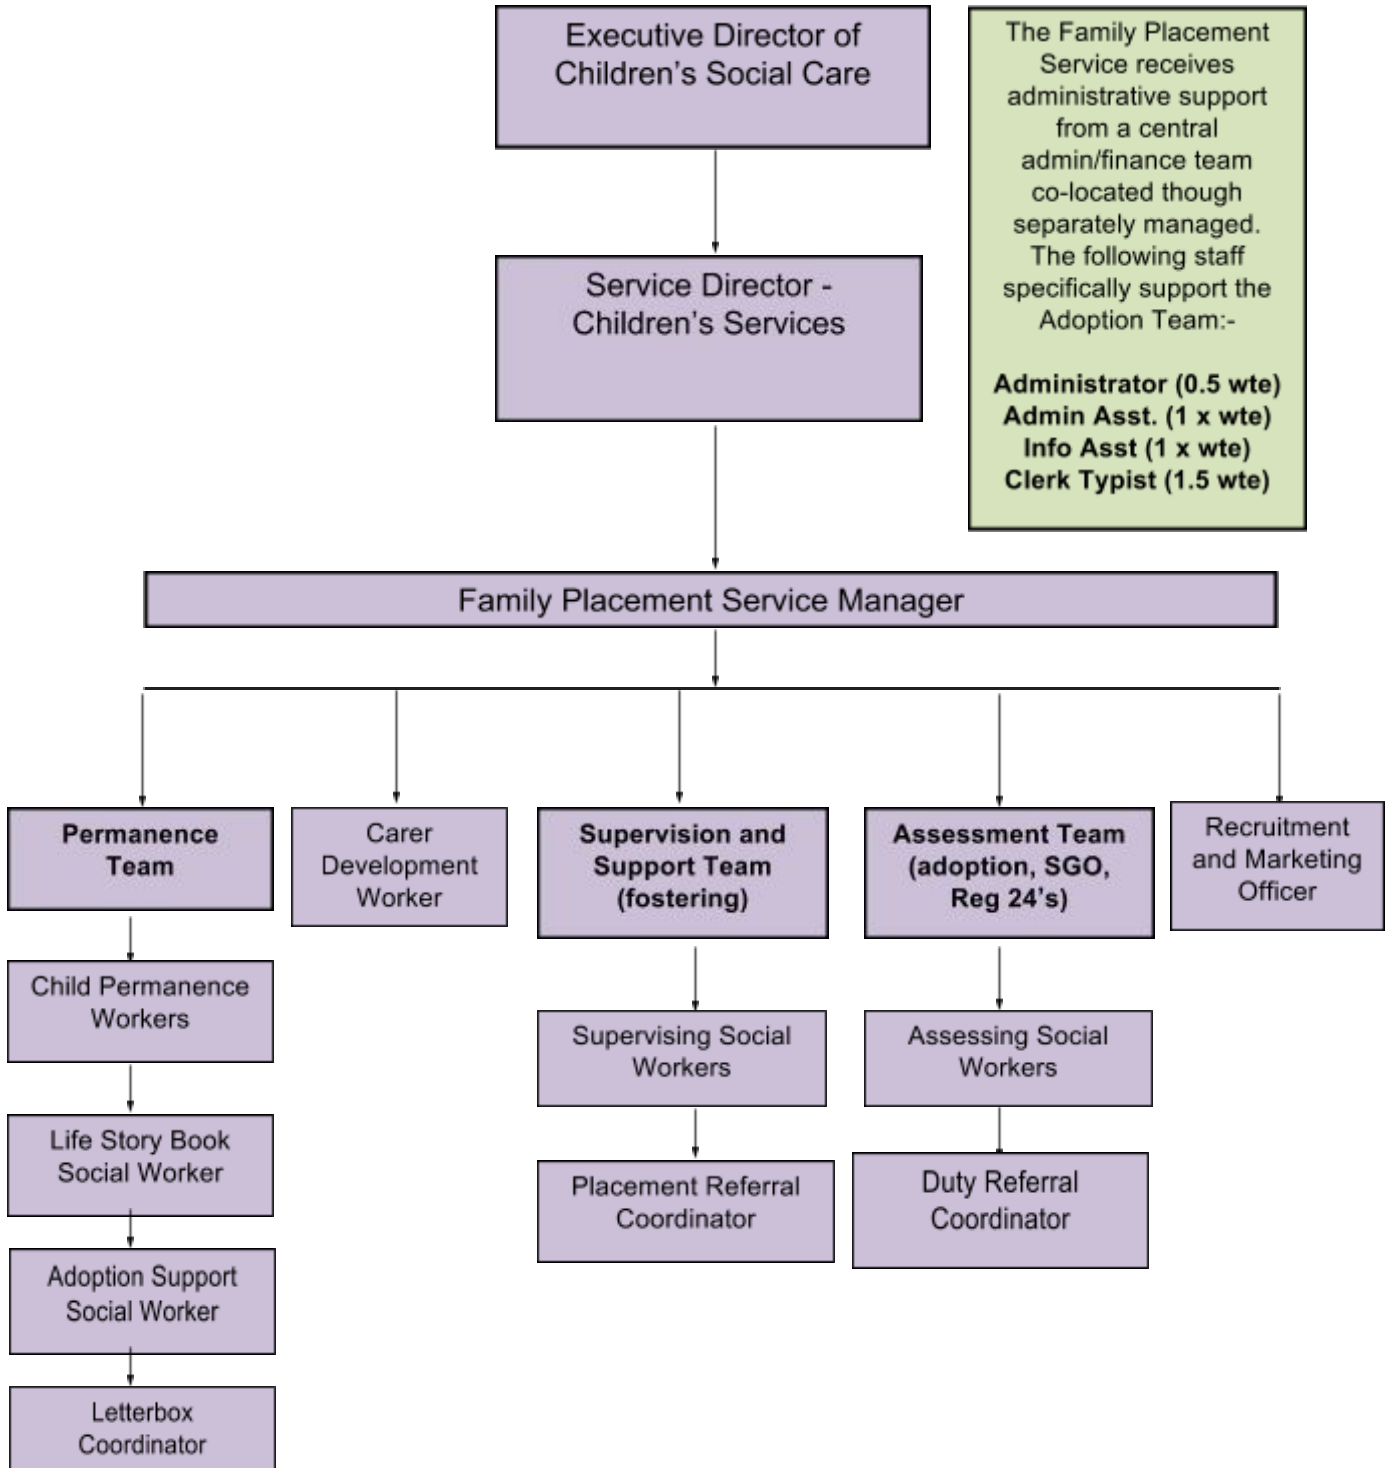 Executive Director of
Children's Social Care
The Family Placement
Service receives
administrative support
from a central
admin/finance team
co-located though
separately managed.
The following staff
specifically support the
Adoption Team:-
Administrator (0.5 wte)
Admin Asst. (1 x wte)
Info Asst (1 x wte)
Clerk Typist (1.5 wte)
Service Director -
Children's Services
Family Placement Service Manager
Permanence
Team
Carer
Development
Worker
Supervision and
Support Team
(fostering)
Assessment Team
(adoption, SGO,
Reg 24's)
Recruitment
and Marketing
Officer
Child Permanence
Workers
Life Story Book
Social Worker
Adoption Support
Social Worker
Letterbox
Coordinator
Supervising Social
Workers
Placement Referral
Coordinator
Assessing Social
Workers
Duty Referral
Coordinator